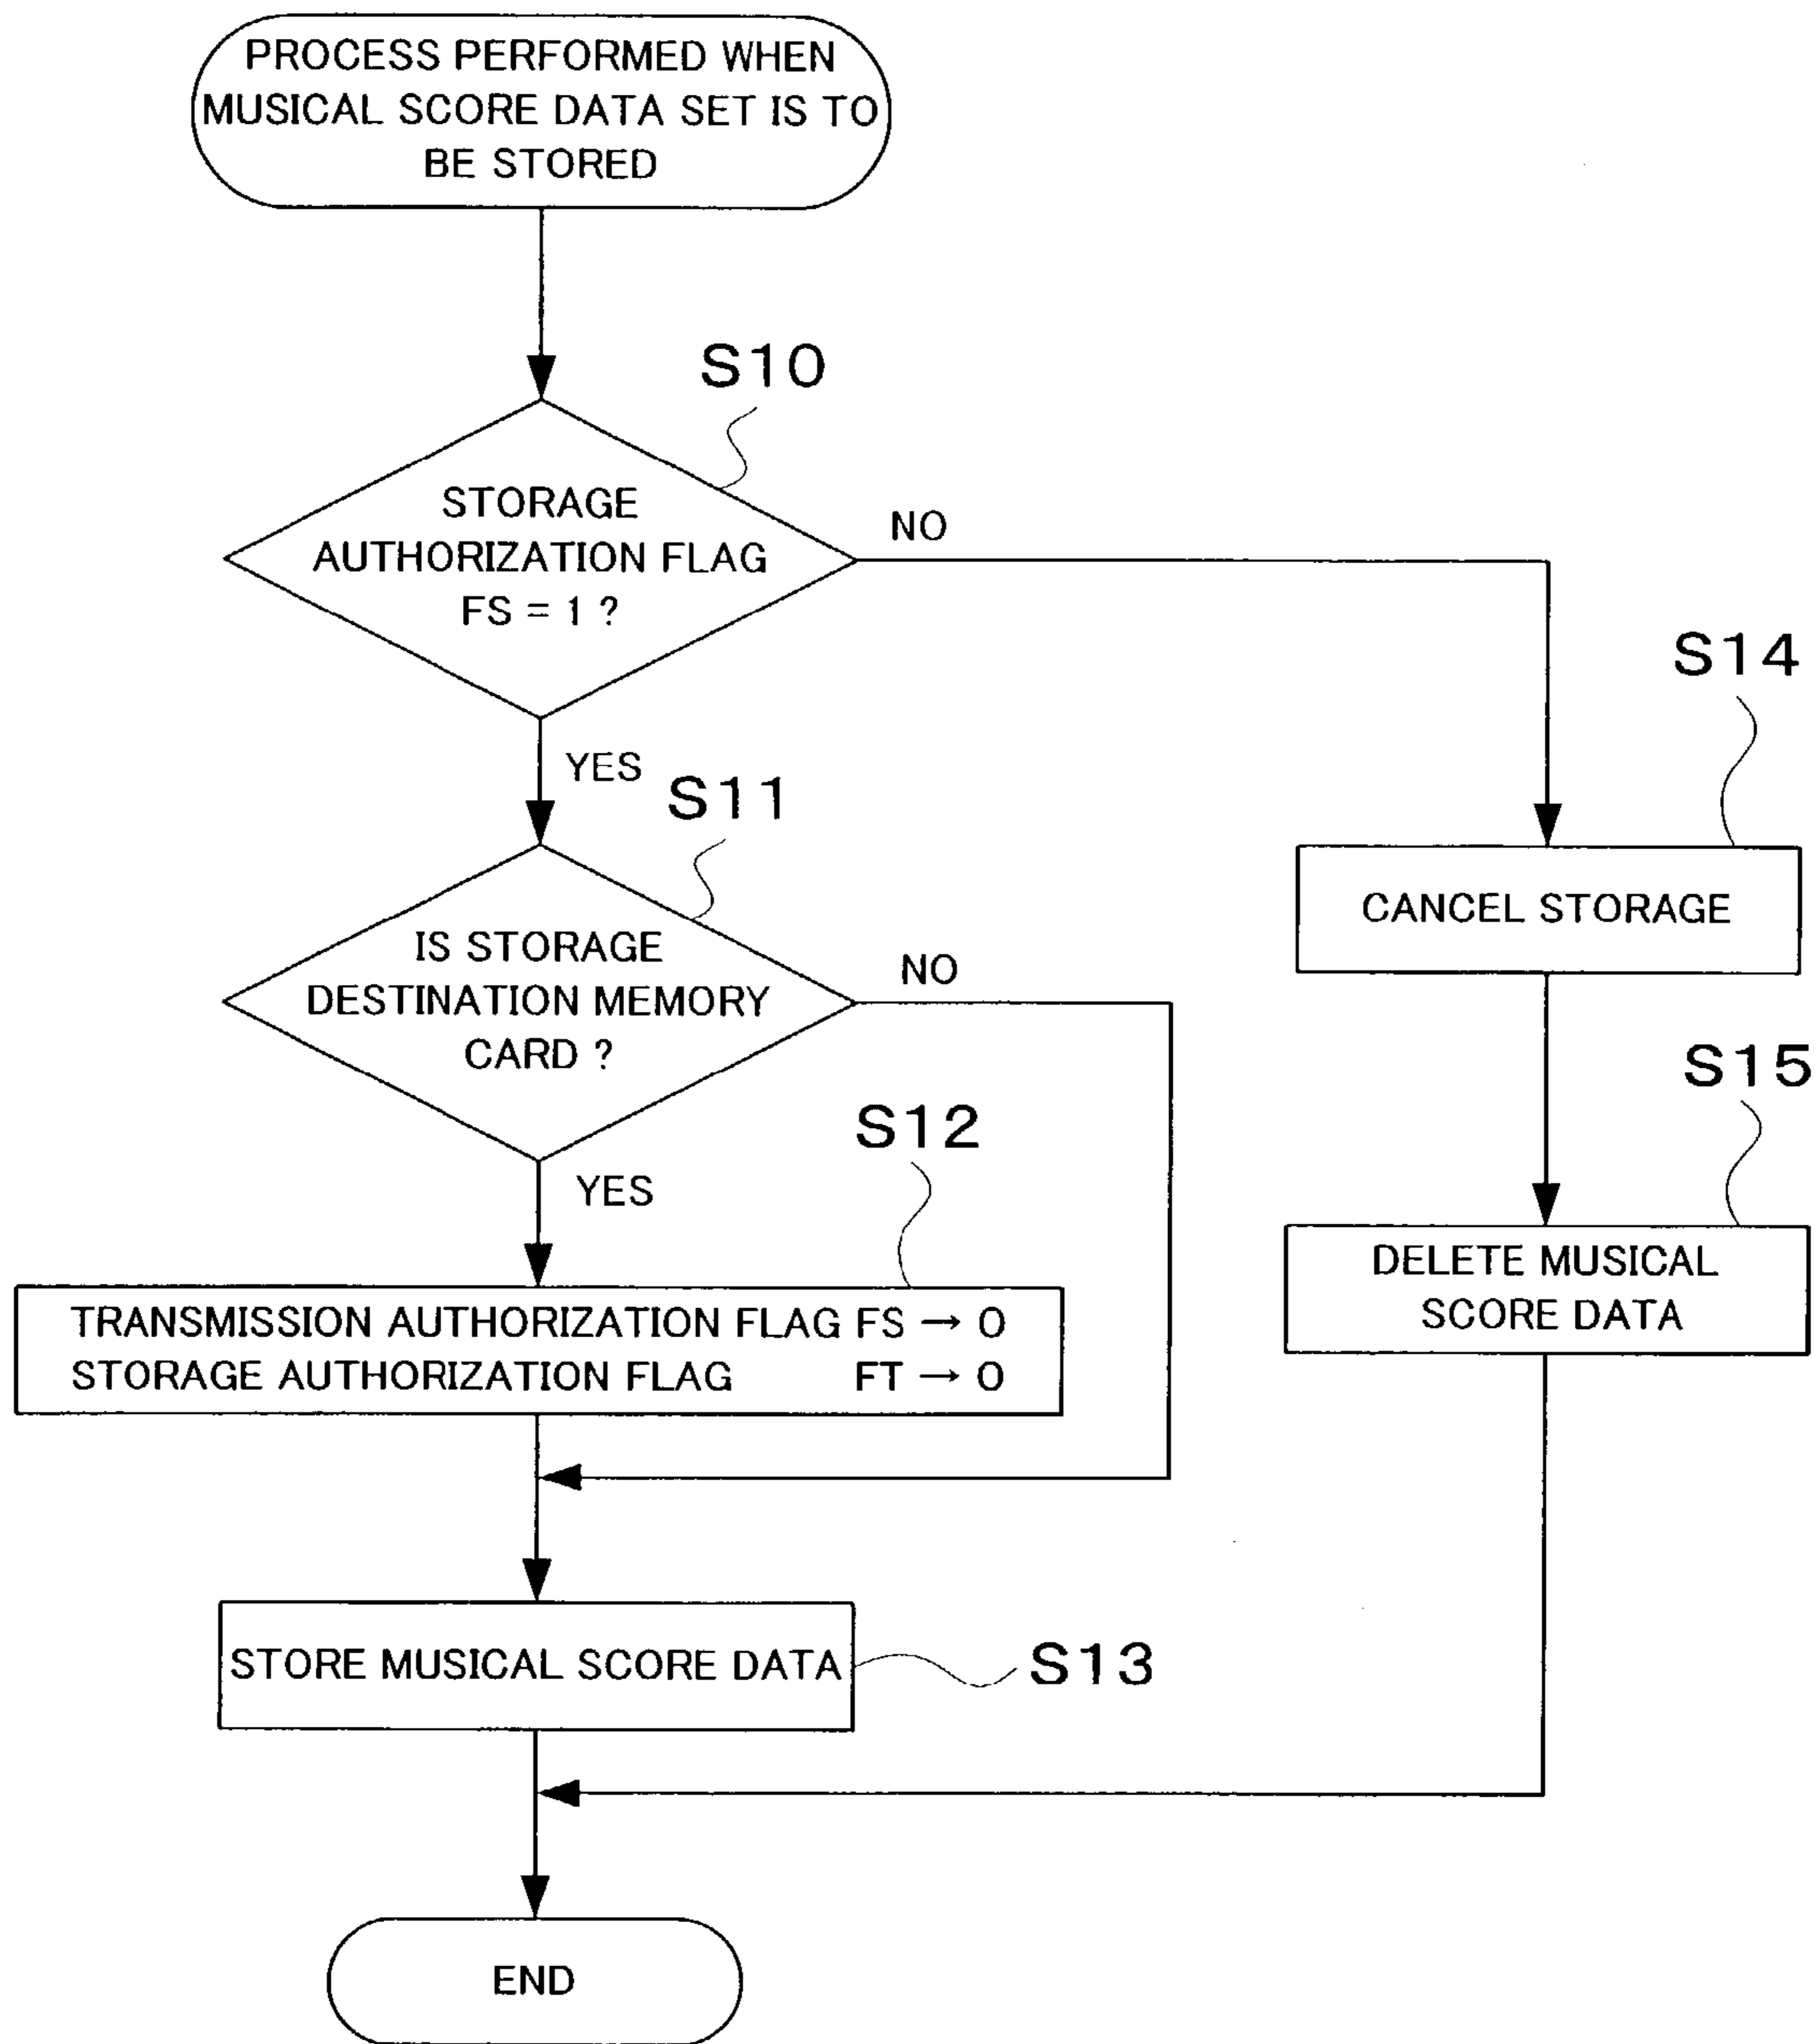 PROCESS PERFORMED WHEN
MUSICAL SCORE DATA SET IS TO
BE STORED
S10
STORAGE
AUTHORIZATION FLAG
FS = 1 ?
NO
YES
S11
IS STORAGE
DESTINATION MEMORY
CARD ?
NO
YES
S12
TRANSMISSION AUTHORIZATION FLAG FS → 0
STORAGE AUTHORIZATION FLAG FT → 0
STORE MUSICAL SCORE DATA
S13
S14
CANCEL STORAGE
S15
DELETE MUSICAL
SCORE DATA
END